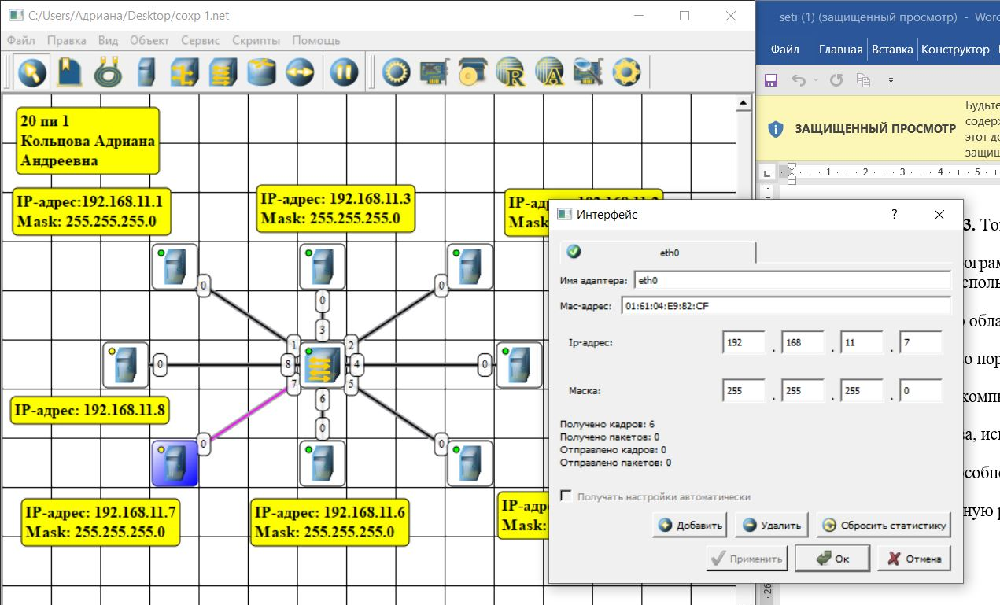 C:/Users/Адриана/Desktop/сохр 1.net
Файл Правка Вид Объект Сервис Скрипты Помощь
20 пи 1
Кольцова Адриана
Андреевна
IP-адрес:192.168.11.1
Mask: 255.255.255.0
IP-адрес: 192.168.11.3
Mask: 255.255.255.0
Mask
0
0
0
3
1
2
0
8
4
0
7
5
6
0
0
0
IP-адрес: 192.168.11.8
IP-адрес: 192.168.11.7
Mask: 255.255.255.0
IP-адрес: 192.168.11.6
Mask: 255.255.255.0
IP-адр
Mask:
seti (1) (защищенный просмотр) - Word
Файл Главная Вставка Конструктор
ЗАЩИЩЕННЫЙ ПРОСМОТР
Будьте
содерж
этот до
защищ
1 2 3 4 5
Интерфейс
?
eth0
Имя адаптера: eth0
Mac-адрес: 01:61:04:E9:82:CF
Ip-адрес: 192 . 168 . 11 . 7
Маска: 255 . 255 . 255 . 0
Получено кадров: 6
Получено пакетов: 0
Отправлено кадров: 0
Отправлено пакетов: 0
Получать настройки автоматически
Добавить Удалить Сбросить статистику
Применить Ок Отмена
3. То
ограм
споль
обла
о пор
комп
а, ис
особн
ную р
26